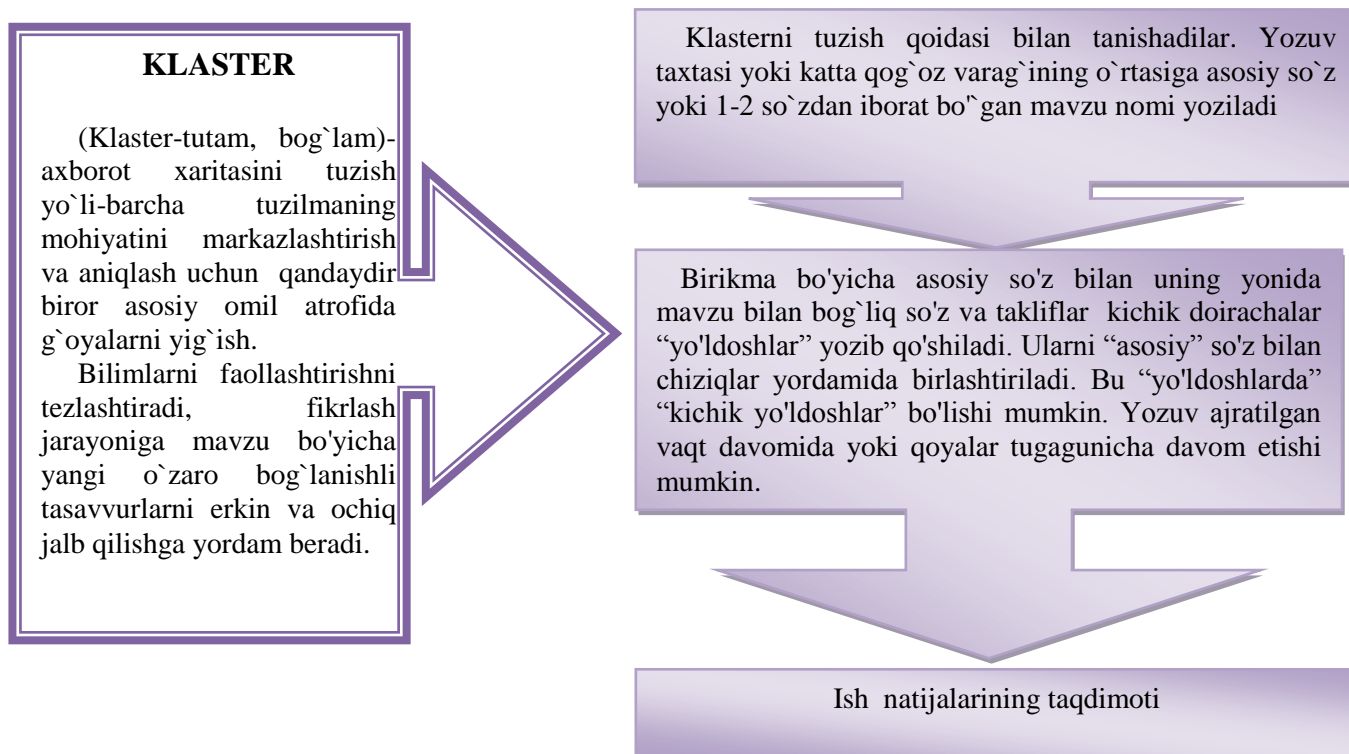 KLASTER
(Klaster-tutam, bog`lam)-
axborot xaritasini tuzish
yo`li-barcha tuzilmaning
mohiyatini markazlashtirish
va aniqlash uchun qandaydir
biror asosiy omil atrofida
g`oyalarni yig`ish.
Bilimlarni faollashtirishni
tezlashtiradi, fikrlash
jarayoniga mavzu bo'yicha
yangi o`zaro bog`lanishli
tasavvurlarni erkin va ochiq
jalb qilishga yordam beradi.
Klasterni tuzish qoidasi bilan tanishadilar. Yozuv
taxtasi yoki katta qog`oz varag`ining o`rtasiga asosiy so`z
yoki 1-2 so`zdan iborat bo'`gan mavzu nomi yoziladi
Birikma bo'yicha asosiy so'z bilan uning yonida
mavzu bilan bog`liq so'z va takliflar kichik doirachalar
“yo'ldoshlar” yozib qo'shiladi. Ularni “asosiy” so'z bilan
chiziqlar yordamida birlashtiriladi. Bu “yo'ldoshlarda”
“kichik yo'ldoshlar” bo'lishi mumkin. Yozuv ajratilgan
vaqt davomida yoki qoyalar tugagunicha davom etishi
mumkin.
Ish natijalarining taqdimoti